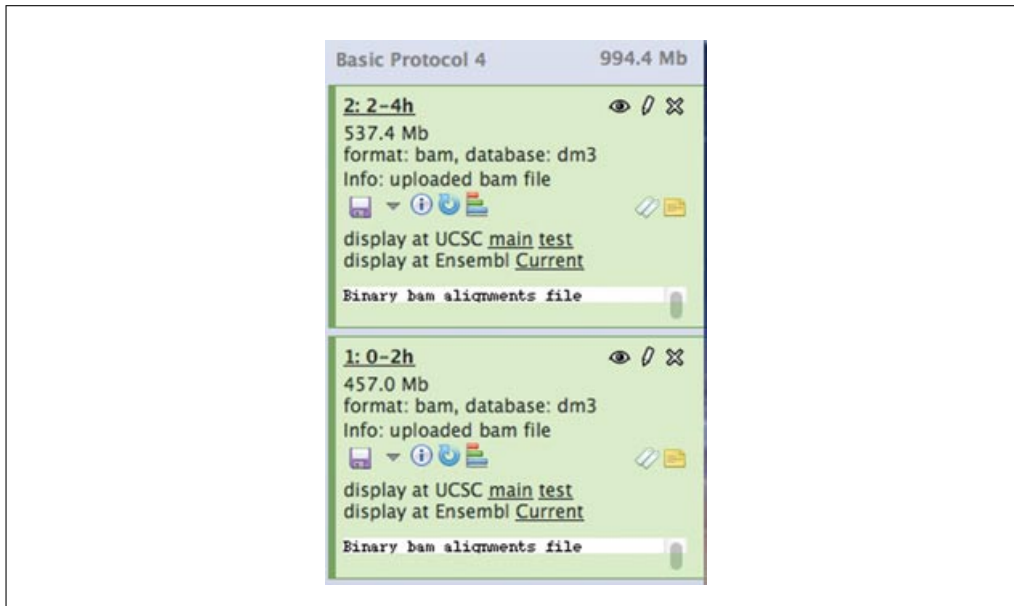 Basic Protocol 4 994.4 Mb
2: 2-4h
537.4 Mb
format: bam, database: dm3
Info: uploaded bam file
display at UCSC main test
display at Ensembl Current
Binary bam alignments file
1: 0-2h
457.0 Mb
format: bam, database: dm3
Info: uploaded bam file
display at UCSC main test
display at Ensembl Current
Binary bam alignments file